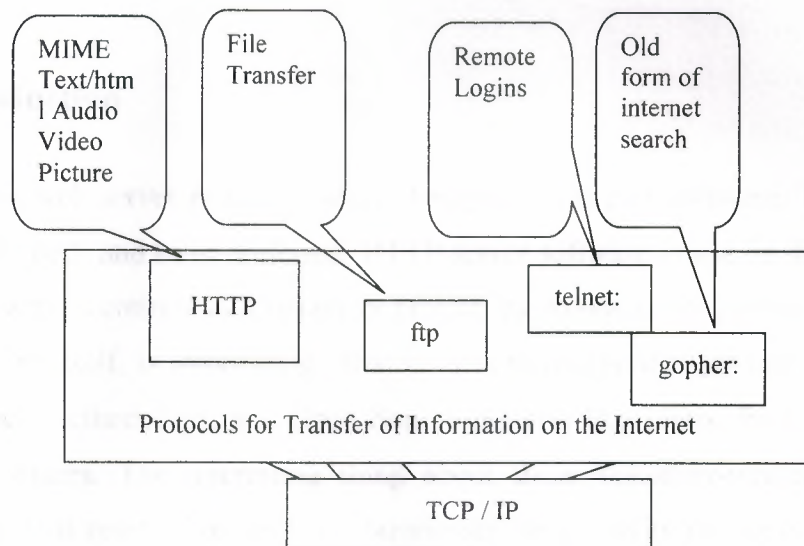 MIME
Text/htm
l Audio
Video
Picture
File
Transfer
Remote
Logins
Old
form of
internet
search
HTTP
ftp
telnet:
gopher:
Protocols for Transfer of Information on the Internet
TCP / IP